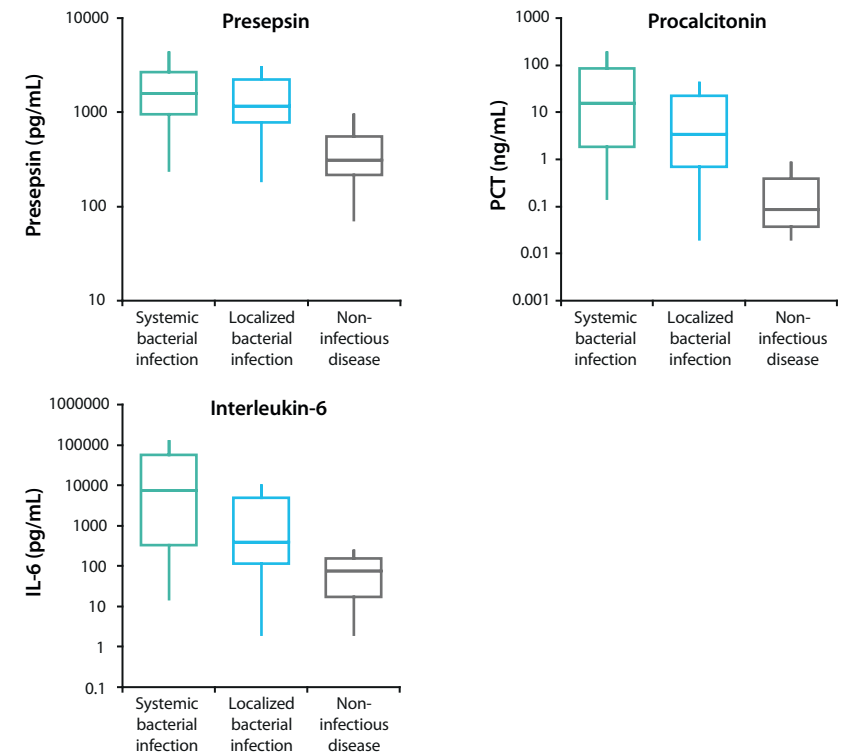 Presepsin
Presepsin (pg/mL)
10000
1000
100
10
Systemic
bacterial
infection
Localized
bacterial
infection
Non-
infectious
disease
Procalcitonin
PCT (ng/mL)
1000
100
10
1
0.1
0.01
0.001
Systemic
bacterial
infection
Localized
bacterial
infection
Non-
infectious
disease
Interleukin-6
IL-6 (pg/mL)
1000000
100000
10000
1000
100
10
1
0.1
Systemic
bacterial
infection
Localized
bacterial
infection
Non-
infectious
disease